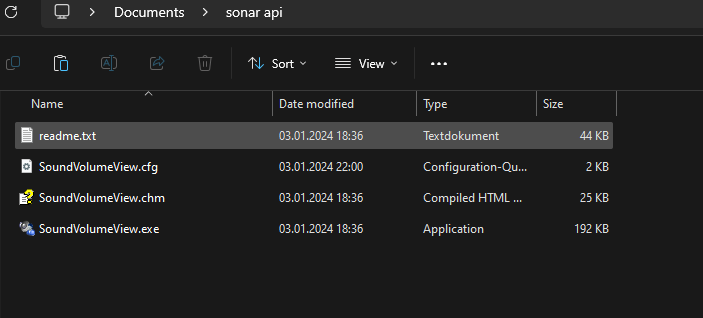 Documents > sonar api
Sort View
Name Date modified Type Size
readme.txt 03.01.2024 18:36 Textdokument 44 KB
SoundVolumeView.cfg 03.01.2024 22:00 Configuration-Qu... 2 KB
SoundVolumeView.chm 03.01.2024 18:36 Compiled HTML ... 25 KB
SoundVolumeView.exe 03.01.2024 18:36 Application 192 KB